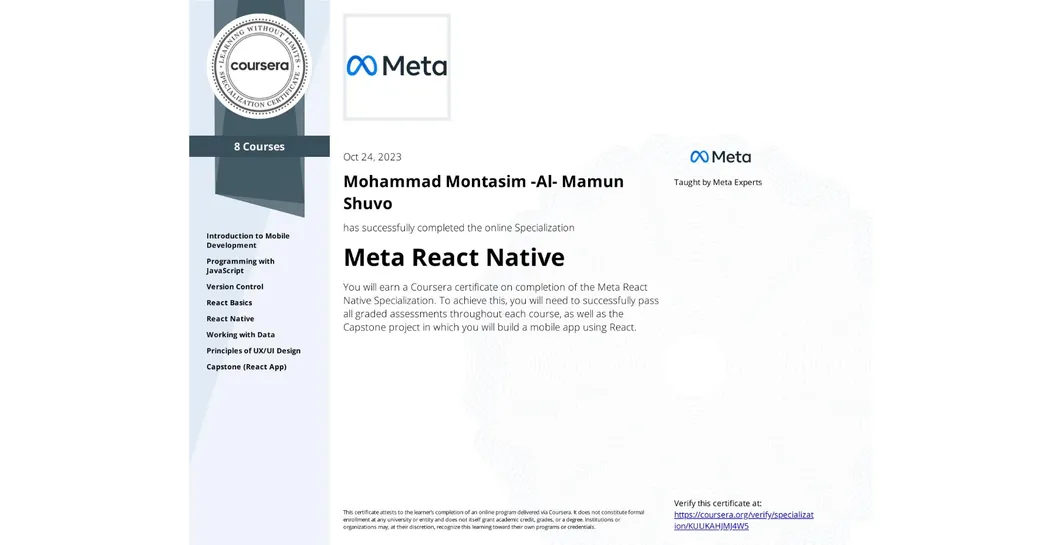 LEARNING WITHOUT LIMITS
coursera
SPECIALIZATION CERTIFICATE
8 Courses
Introduction to Mobile
Development
Programming with
JavaScript
Version Control
React Basics
React Native
Working with Data
Principles of UX/UI Design
Capstone (React App)
Meta
Oct 24, 2023
Mohammad Montasim -Al- Mamun
Shuvo
has successfully completed the online Specialization
Meta React Native
You will earn a Coursera certificate on completion of the Meta React
Native Specialization. To achieve this, you will need to successfully pass
all graded assessments throughout each course, as well as the
Capstone project in which you will build a mobile app using React.
Meta
Taught by Meta Experts
This certificate attests to the learner's completion of an online program delivered via Coursera. It does not constitute formal
enrollment at any university or entity and does not itself grant academic credit, grades, or a degree. Institutions or
organizations may, at their discretion, recognize this learning toward their own programs or credentials.
Verify this certificate at:
https://coursera.org/verify/specializat
ion/KUUKAHJMJ4W5